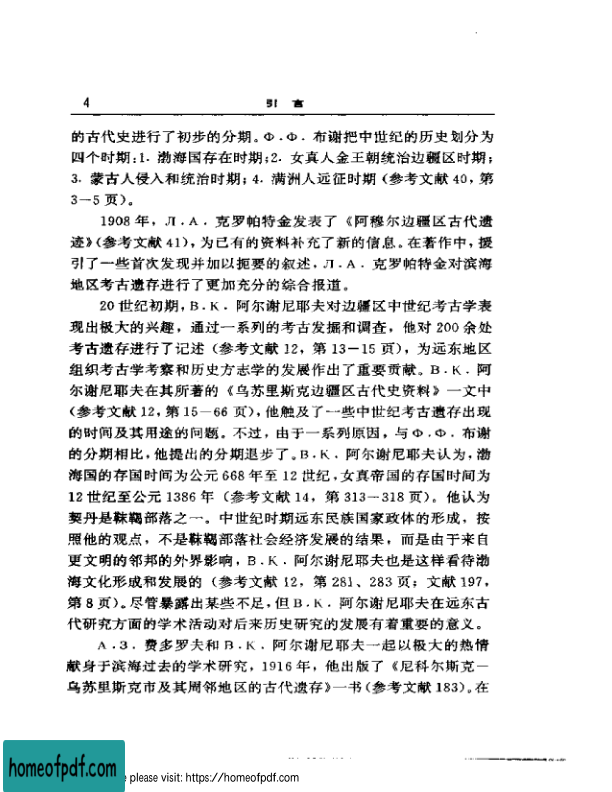 4 引 言
的古代史进行了初步的分期。Ф.Ф. 布谢把中世纪的历史划分为
四个时期:1. 渤海国存在时期;2. 女真人金王朝统治边疆区时期;
3. 蒙古人侵入和统治时期;4. 满洲人远征时期(参考文献40,第
3—5页)。
1908年,Л.А. 克罗帕特金发表了《阿穆尔边疆区古代遗
迹》(参考文献41),为已有的资料补充了新的信息。在著作中,援
引了一些首次发现并加以扼要的叙述,Л.А. 克罗帕特金对滨海
地区考古遗存进行了更加充分的综合报道。
20世纪初期,В.К. 阿尔谢尼耶夫对边疆区中世纪考古学表
现出极大的兴趣,通过一系列的考古发掘和调查,他对200余处
考古遗存进行了记述(参考文献12,第13—15页),为远东地区
组织考古学考察和历史方志学的发展作出了重要贡献。В.К. 阿
尔谢尼耶夫在其所著的《乌苏里斯克边疆区古代史资料》一文中
(参考文献12,第15—66页),他触及了一些中世纪考古遗存出现
的时间及其用途的问题。不过,由于一系列原因,与Ф.Ф. 布谢
的分期相比,他提出的分期退步了。В.К. 阿尔谢尼耶夫认为,渤
海国的存国时间为公元668年至12世纪,女真帝国的存国时间为
12世纪至公元1386年(参考文献14,第313—318页)。他认为
契丹是靺鞨部落之一。中世纪时期远东民族国家政体的形成,按
照他的观点,不是靺鞨部落社会经济发展的结果,而是由于来自
更文明的邻邦的外界影响,В.К. 阿尔谢尼耶夫也是这样看待渤
海文化形成和发展的(参考文献12,第281、283页;文献197,
第8页)。尽管暴露出某些不足,但В.К. 阿尔谢尼耶夫在远东古
代研究方面的学术活动对后来历史研究的发展有着重要的意义。
А.З. 费多罗夫和В.К. 阿尔谢尼耶夫一起以极大的热情
献身于滨海过去的学术研究,1916年,他出版了《尼科尔斯克—
乌苏里斯克市及其周邻地区的古代遗存》一书(参考文献183)。在
homeofpdf.com
please visit: https://homeofpdf.com